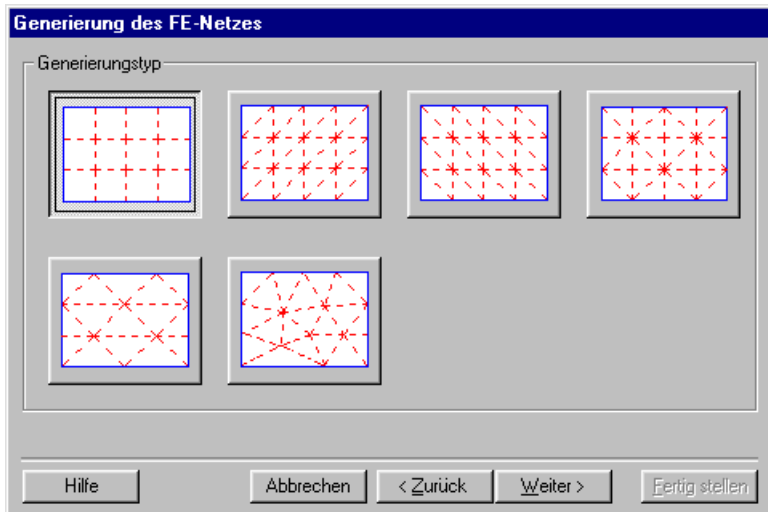 Generierung des FE-Netzes
Generierungstyp
Hilfe
Abbrechen
< Zurück
Weiter >
Fertig stellen